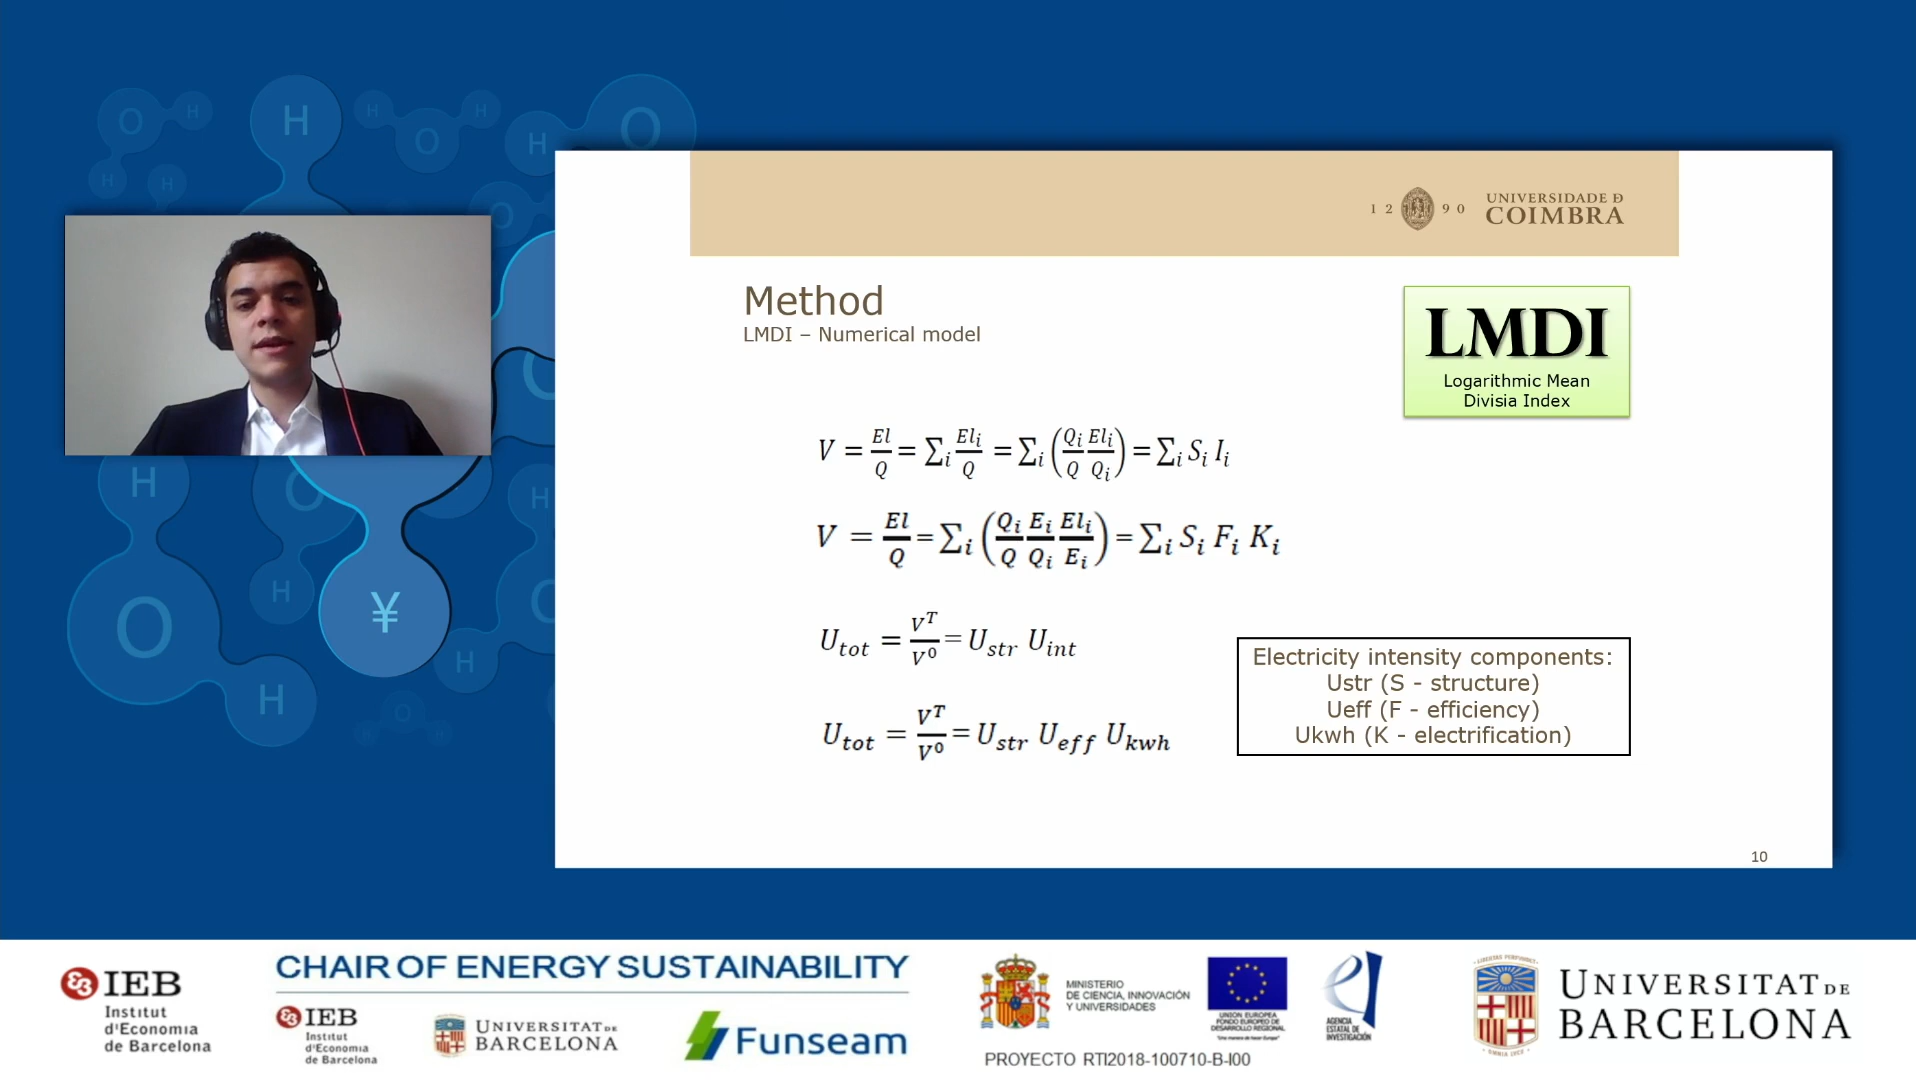 O H H O H H O H O
H H
O
1 2 9 0 UNIVERSIDADE Ð
COIMBRA
Method
LMDI – Numerical model
LMDI
Logarithmic Mean
Divisia Index
V = El/Q = ∑i Eli/Q = ∑i (Qi/Q Eli/Qi) = ∑i Si Ii
V = El/Q = ∑i (Qi/Q Ei/Qi Eli/Ei) = ∑i Si Fi Ki
Utot = V^T/V^0 = Ustr Uint
Utot = V^T/V^0 = Ustr Ueff Ukwh
Electricity intensity components:
Ustr (S - structure)
Ueff (F - efficiency)
Ukwh (K - electrification)
10
H O H
H O
O ¥
H H
O
IEB
Institut
d'Economia
de Barcelona
CHAIR OF ENERGY SUSTAINABILITY
IEB
Institut
d'Economia
de Barcelona
UNIVERSITAT DE
BARCELONA
Funseam
MINISTERIO
DE CIENCIA, INNOVACIÓN
Y UNIVERSIDADES
UNIÓN EUROPEA
FONDO EUROPEO DE
DESARROLLO REGIONAL
"Una manera de hacer Europa"
AGENCIA
ESTATAL DE
INVESTIGACIÓN
PROYECTO RTI2018-100710-B-I00
UNIVERSITAT DE
BARCELONA